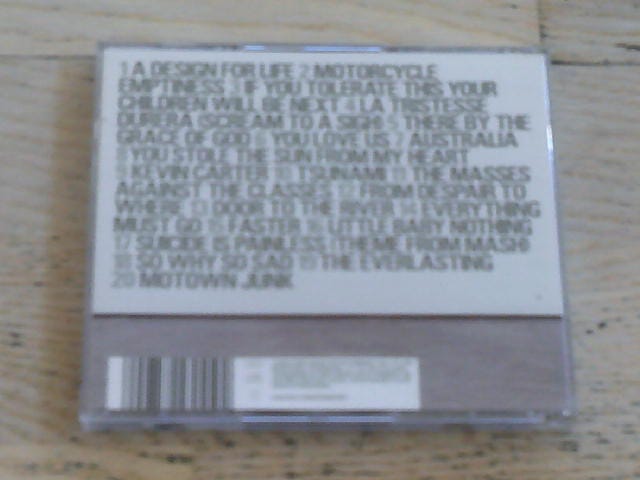 1 A DESIGN FOR LIFE 2 MOTORCYCLE
EMPTINESS 3 IF YOU TOLERATE THIS YOUR
CHILDREN WILL BE NEXT 4 LA TRISTESSE
DURERA (SCREAM TO A SIGH) 5 THERE BY THE
GRACE OF GOD 6 YOU LOVE US 7 AUSTRALIA
8 YOU STOLE THE SUN FROM MY HEART
9 KEVIN CARTER 10 TSUNAMI 11 THE MASSES
AGAINST THE CLASSES 12 FROM DESPAIR TO
WHERE 13 DOOR TO THE RIVER 14 EVERYTHING
MUST GO 15 FASTER 16 LITTLE BABY NOTHING
17 SUICIDE IS PAINLESS (THEME FROM MASH)
18 SO WHY SO SAD 19 THE EVERLASTING
20 MOTOWN JUNK